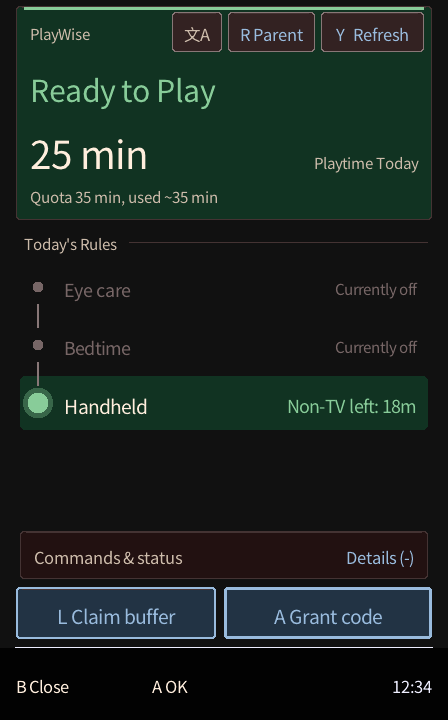 PlayWise
文A
R Parent
Y Refresh
Ready to Play
25 min
Playtime Today
Quota 35 min, used ~35 min
Today's Rules
Eye care
Currently off
Bedtime
Currently off
Handheld
Non-TV left: 18m
Commands & status
Details (-)
L Claim buffer
A Grant code
B Close
A OK
12:34